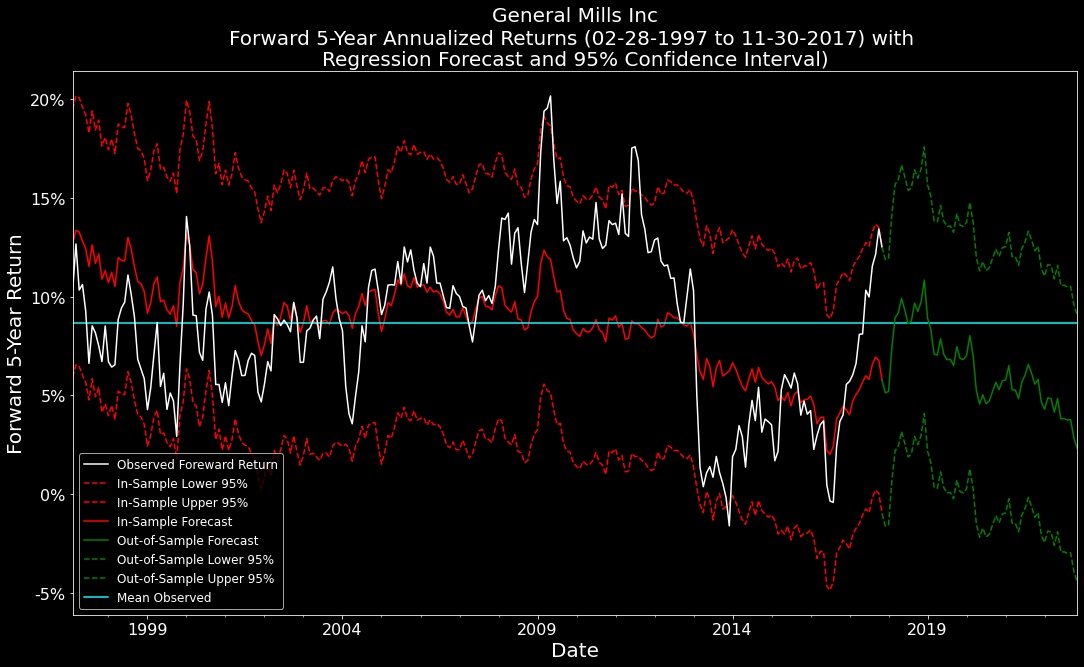 General Mills Inc
Forward 5-Year Annualized Returns (02-28-1997 to 11-30-2017) with
Regression Forecast and 95% Confidence Interval)
20%
15%
10%
5%
0%
-5%
Forward 5-Year Return
Observed Foreward Return
In-Sample Lower 95%
In-Sample Upper 95%
In-Sample Forecast
Out-of-Sample Forecast
Out-of-Sample Lower 95%
Out-of-Sample Upper 95%
Mean Observed
1999
2004
2009
2014
2019
Date